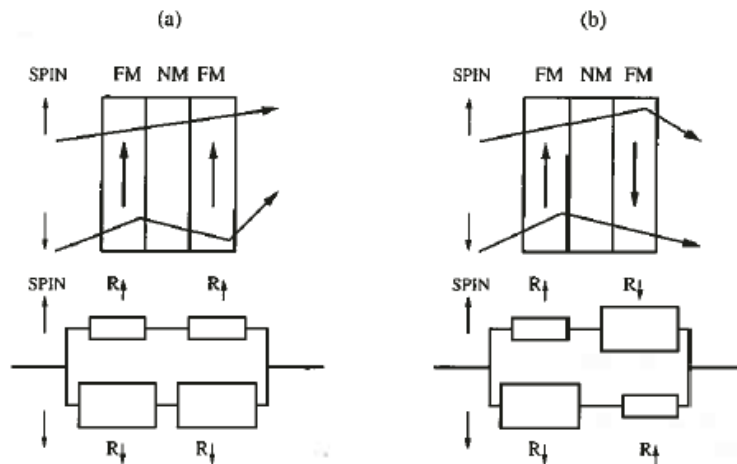 (a)
(b)
SPIN FM NM FM
SPIN FM NM FM
SPIN R↑ R↑
SPIN R↑ R↓
R↓ R↓
R↓ R↑